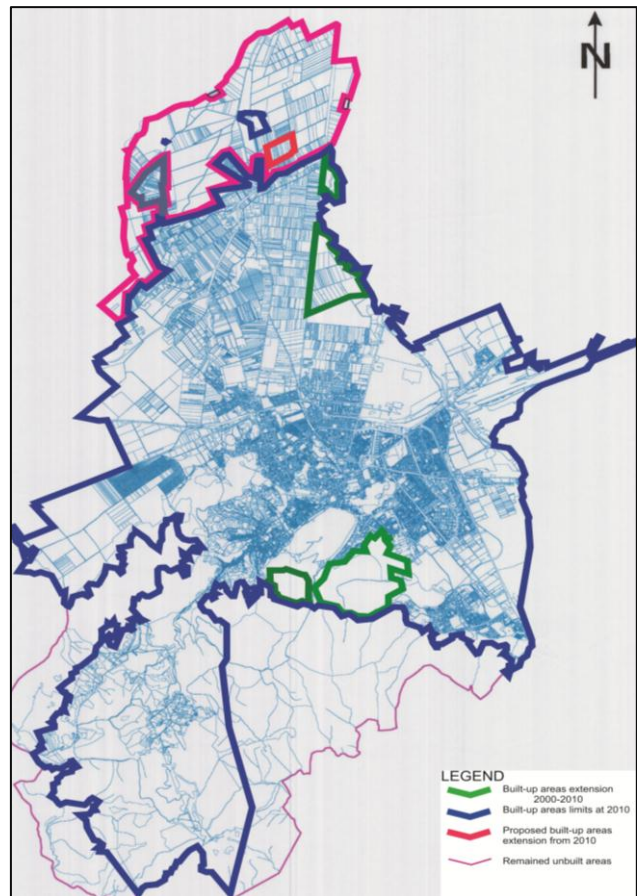 N
LEGEND
Built-up areas extension
2000-2010
Built-up areas limits at 2010
Proposed built-up areas
extension from 2010
Remained unbuilt areas